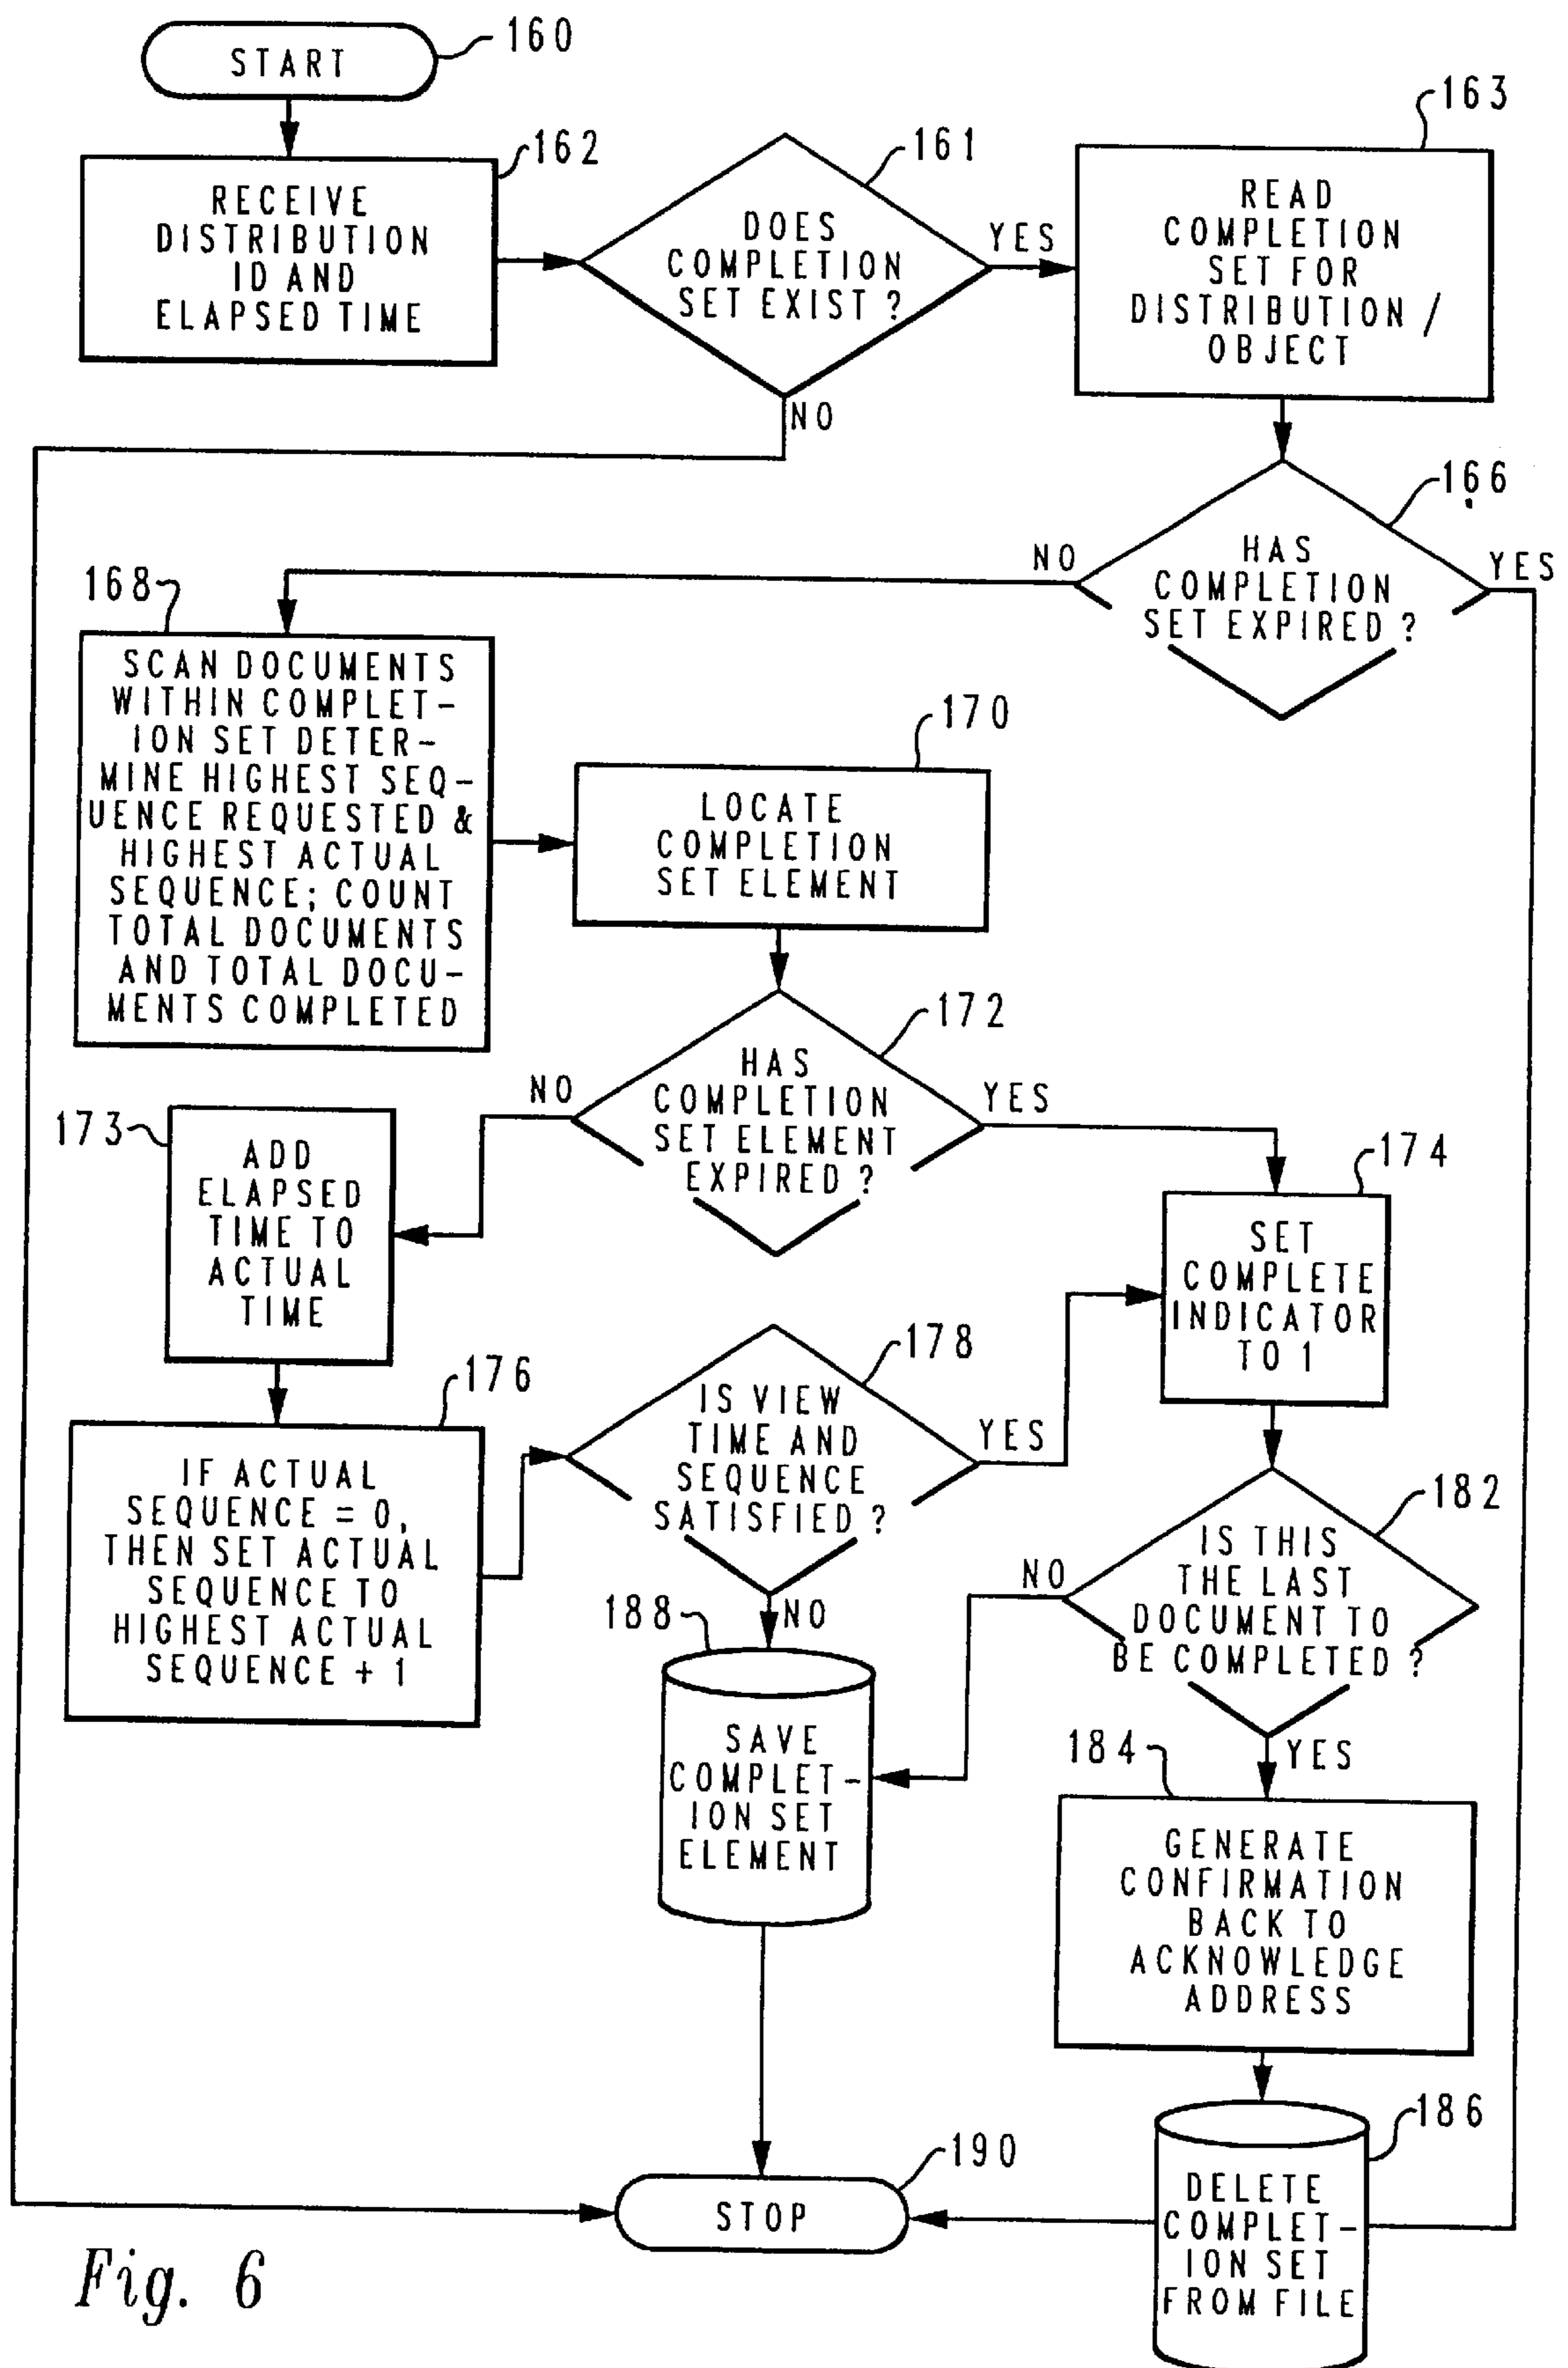 START
160
RECEIVE
DISTRIBUTION
ID AND
ELAPSED TIME
162
DOES
COMPLETION
SET EXIST ?
161
YES
NO
READ
COMPLETION
SET FOR
DISTRIBUTION /
OBJECT
163
HAS
COMPLETION
SET EXPIRED ?
166
NO
YES
168
SCAN DOCUMENTS
WITHIN COMPLET-
ION SET DETER-
MINE HIGHEST SEQ-
UENCE REQUESTED &
HIGHEST ACTUAL
SEQUENCE; COUNT
TOTAL DOCUMENTS
AND TOTAL DOCU-
MENTS COMPLETED
170
LOCATE
COMPLETION
SET ELEMENT
172
HAS
COMPLETION
SET ELEMENT
EXPIRED ?
NO
YES
173
ADD
ELAPSED
TIME TO
ACTUAL
TIME
174
SET
COMPLETE
INDICATOR
TO 1
176
IF ACTUAL
SEQUENCE = 0,
THEN SET ACTUAL
SEQUENCE TO
HIGHEST ACTUAL
SEQUENCE + 1
178
IS VIEW
TIME AND
SEQUENCE
SATISFIED ?
YES
NO
182
IS THIS
THE LAST
DOCUMENT TO
BE COMPLETED ?
NO
YES
188
SAVE
COMPLET-
ION SET
ELEMENT
184
GENERATE
CONFIRMATION
BACK TO
ACKNOWLEDGE
ADDRESS
186
DELETE
COMPLET-
ION SET
FROM FILE
190
STOP
Fig. 6